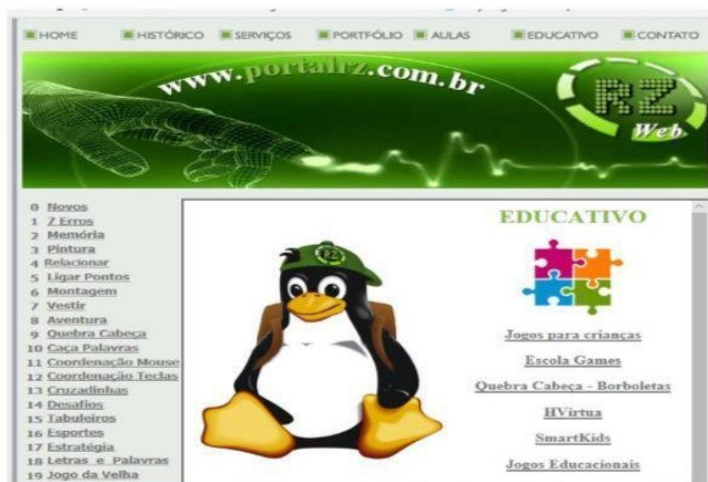 HOME HISTÓRICO SERVIÇOS PORTFÓLIO AULAS EDUCATIVO CONTATO
www.portalrz.com.br
RZ
Web
0 Novos
1 7 Erros
2 Memória
3 Pintura
4 Relacionar
5 Ligar Pontos
6 Montagem
7 Vestir
8 Aventura
9 Quebra Cabeça
10 Caça Palavras
11 Coordenação Mouse
12 Coordenação Teclas
13 Cruzadinhas
14 Desafios
15 Tabuleiros
16 Esportes
17 Estratégia
18 Letras e Palavras
19 Jogo da Velha
RZ
EDUCATIVO
Jogos para crianças
Escola Games
Quebra Cabeça - Borboletas
HVirtua
SmartKids
Jogos Educacionais